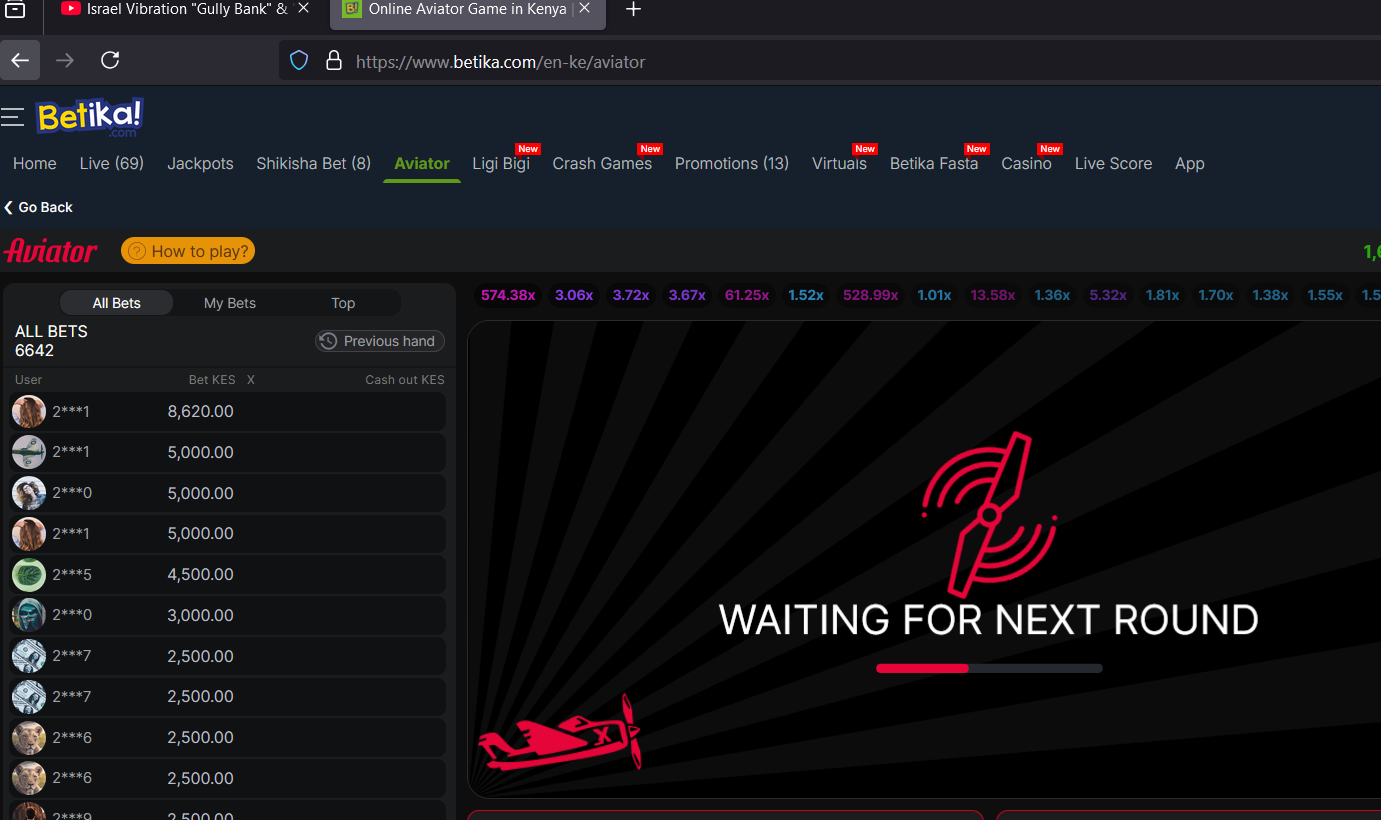 Israel Vibration "Gully Bank" &
Online Aviator Game in Kenya |
https://www.betika.com/en-ke/aviator
Betika!
.com
Home Live (69) Jackpots Shikisha Bet (8) Aviator Ligi Bigi New Crash Games New Promotions (13) Virtuals New Betika Fasta New Casino New Live Score App
Go Back
Aviator ? How to play?
All Bets My Bets Top
574.38x 3.06x 3.72x 3.67x 61.25x 1.52x 528.99x 1.01x 13.58x 1.36x 5.32x 1.81x 1.70x 1.38x 1.55x
ALL BETS
6642
Previous hand
User Bet KES X Cash out KES
2***1 8,620.00
2***1 5,000.00
2***0 5,000.00
2***1 5,000.00
2***5 4,500.00
2***0 3,000.00
2***7 2,500.00
2***7 2,500.00
2***6 2,500.00
2***6 2,500.00
2***9 2,500.00
WAITING FOR NEXT ROUND
X